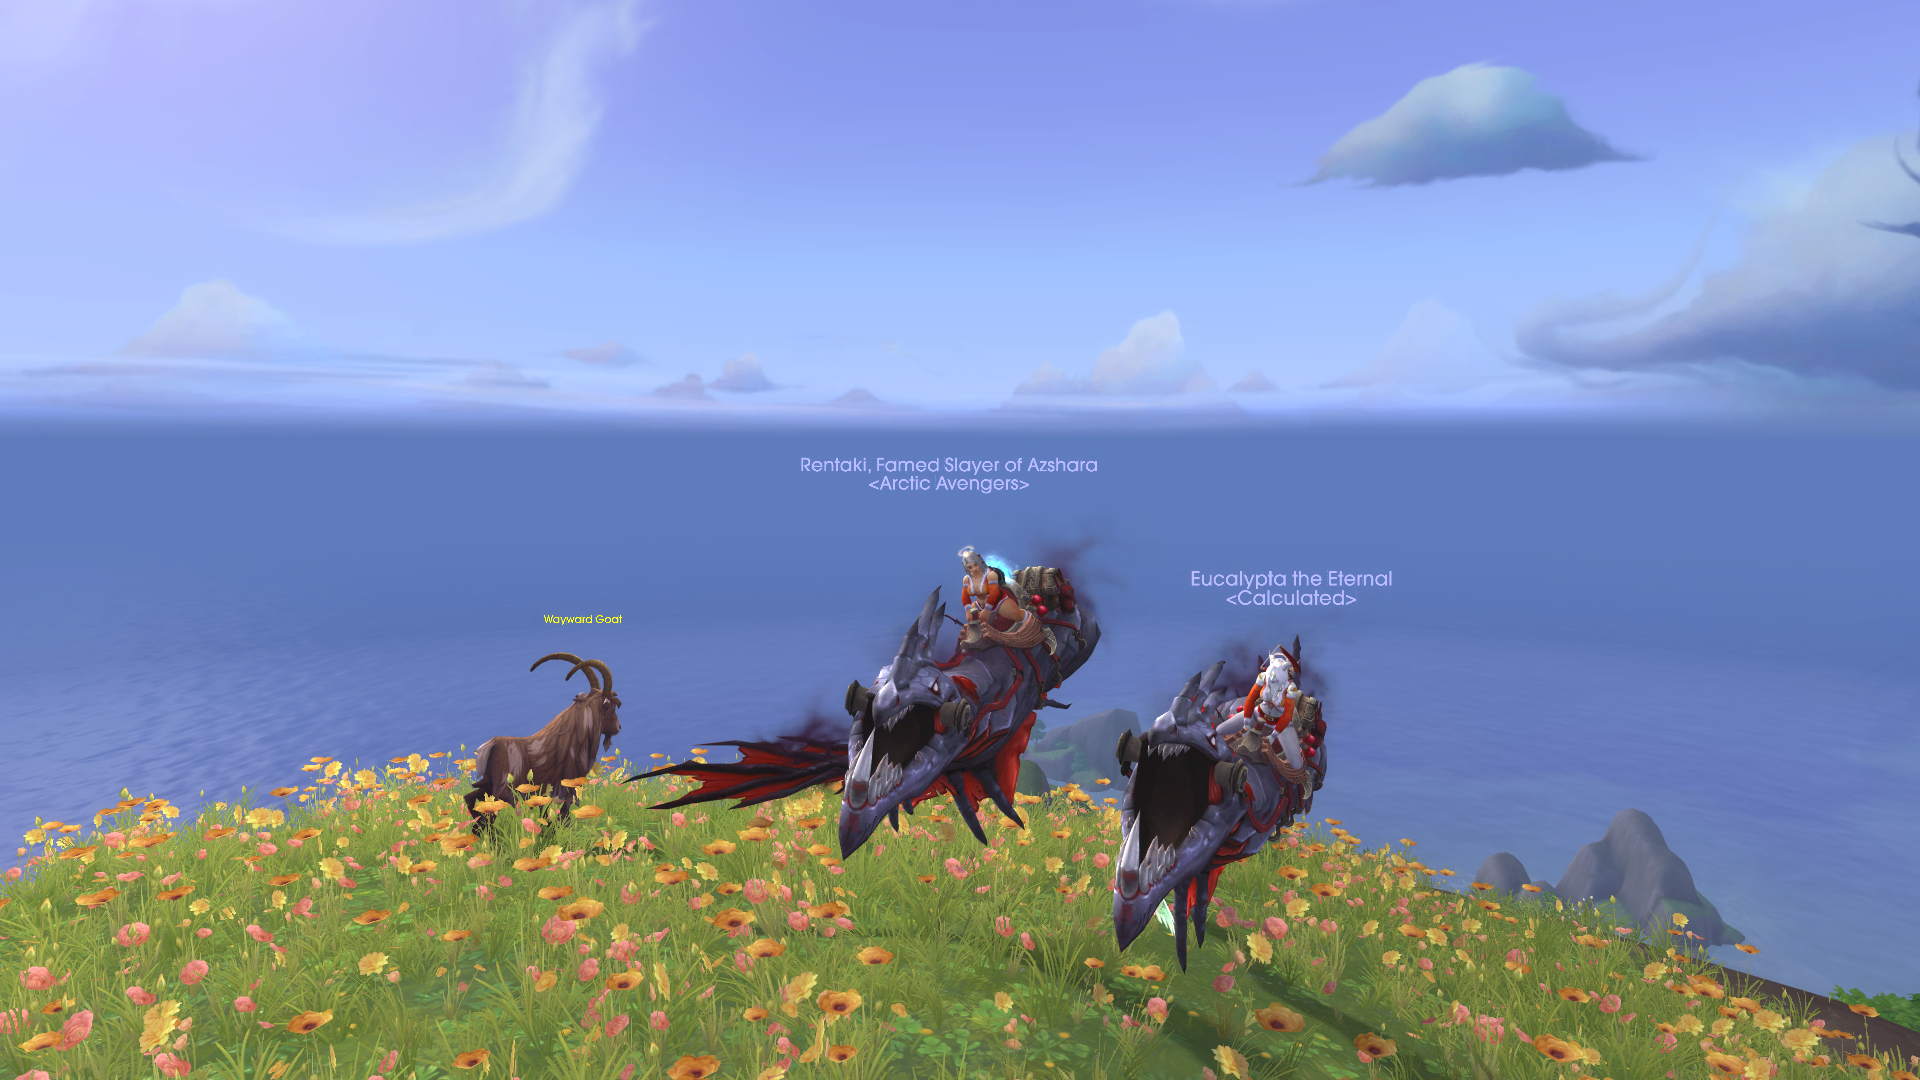 Rentaki, Famed Slayer of Azshara
<Arctic Avengers>
Eucalypta the Eternal
<Calculated>
Wayward Goat